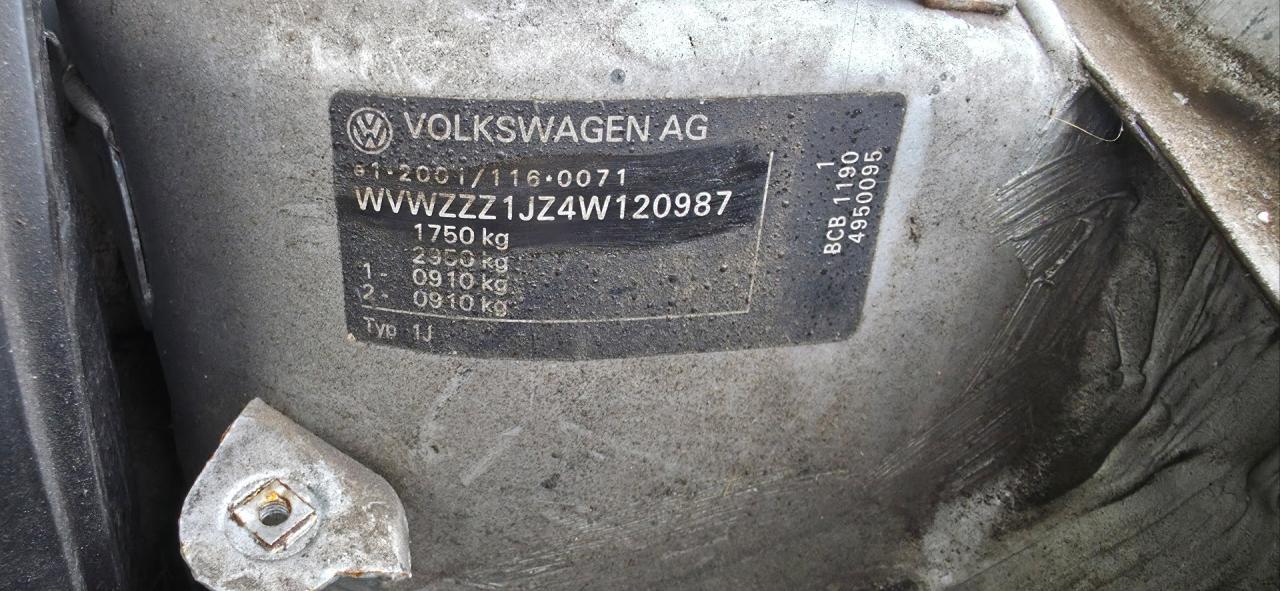 VOLKSWAGEN AG
e1*2001/116*0071
WVWZZZ1JZ4W120987
1750 kg
2350 kg
1 - 0910 kg
2 - 0910 kg
Typ 1J
1
BCB 1190
4950095